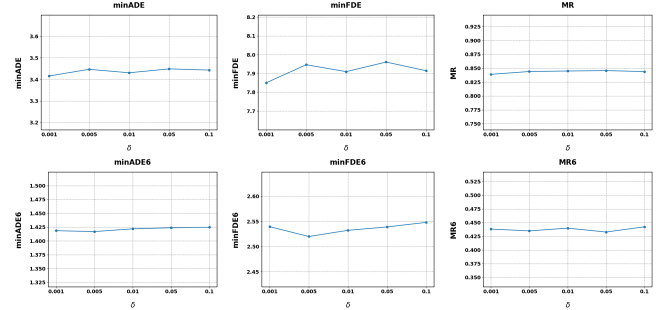 minADE
minADE
3.6
3.5
3.4
3.3
3.2
0.001 0.005 0.01 0.05 0.1
δ
minFDE
minFDE
8.2
8.1
8.0
7.9
7.8
7.7
0.001 0.005 0.01 0.05 0.1
δ
MR
MR
0.925
0.900
0.875
0.850
0.825
0.800
0.775
0.750
0.001 0.005 0.01 0.05 0.1
δ
minADE6
minADE6
1.500
1.475
1.450
1.425
1.400
1.375
1.350
1.325
0.001 0.005 0.01 0.05 0.1
δ
minFDE6
minFDE6
2.60
2.55
2.50
2.45
0.001 0.005 0.01 0.05 0.1
δ
MR6
MR6
0.525
0.500
0.475
0.450
0.425
0.400
0.375
0.350
0.001 0.005 0.01 0.05 0.1
δ